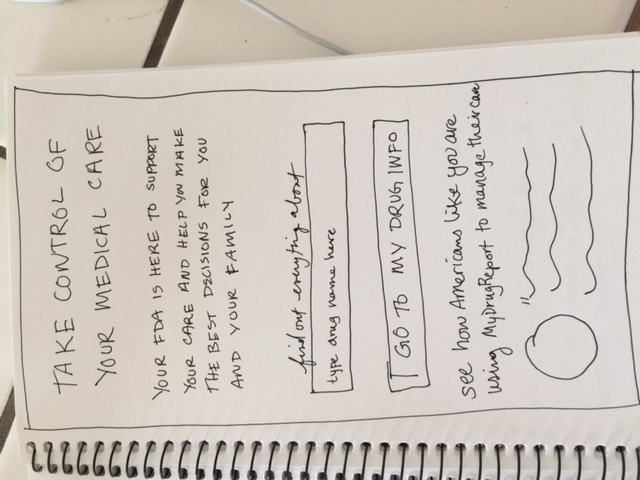 TAKE CONTROL OF
YOUR MEDICAL CARE
YOUR FDA IS HERE TO SUPPORT
YOUR CARE AND HELP YOU MAKE
THE BEST DECISIONS FOR YOU
AND YOUR FAMILY
find out everything about
type drug name here
GO TO MY DRUG INFO
see how Americans like you are
using MyDrugReport to manage their care
"